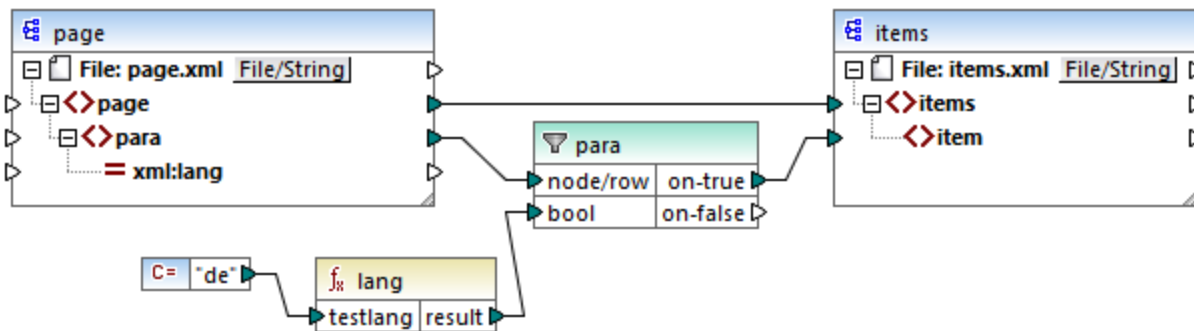 page
File: page.xml File/String
page
para
xml:lang
items
File: items.xml File/String
items
item
para
node/row on-true
bool on-false
C= "de"
fx lang
testlang result